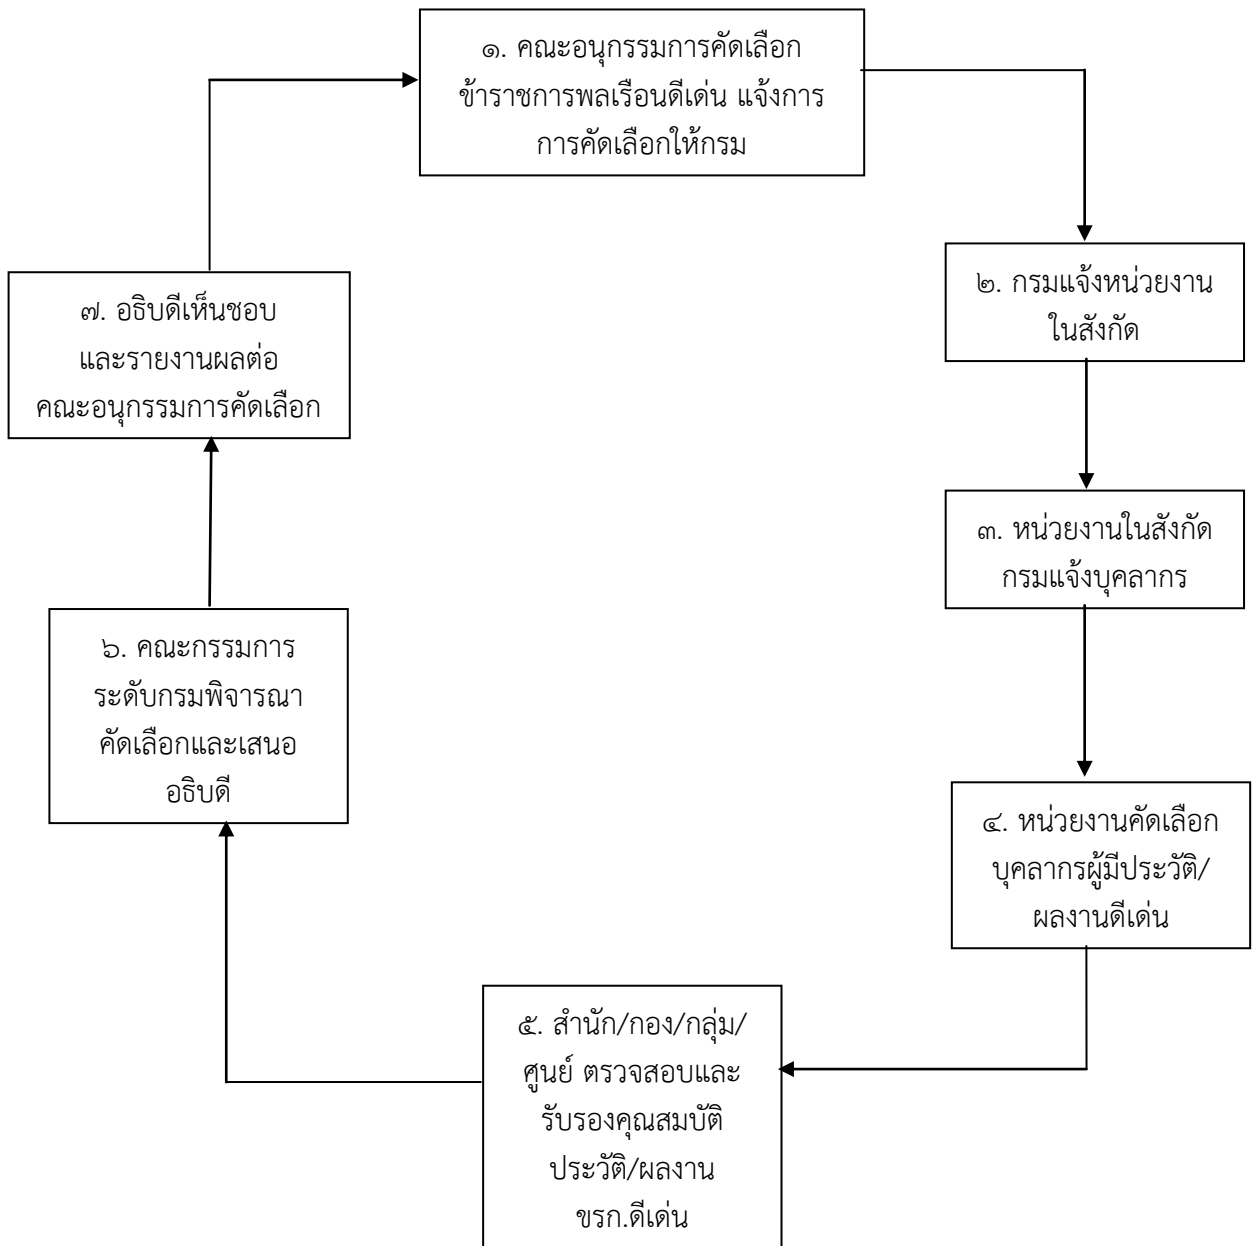 ๑. คณะอนุกรรมการคัดเลือก
ข้าราชการพลเรือนดีเด่น แจ้งการ
การคัดเลือกให้กรม
๒. กรมแจ้งหน่วยงาน
ในสังกัด
๓. หน่วยงานในสังกัด
กรมแจ้งบุคลากร
๔. หน่วยงานคัดเลือก
บุคลากรผู้มีประวัติ/
ผลงานดีเด่น
๕. สำนัก/กอง/กลุ่ม/
ศูนย์ ตรวจสอบและ
รับรองคุณสมบัติ
ประวัติ/ผลงาน
ขรก.ดีเด่น
๖. คณะกรรมการ
ระดับกรมพิจารณา
คัดเลือกและเสนอ
อธิบดี
๗. อธิบดีเห็นชอบ
และรายงานผลต่อ
คณะอนุกรรมการคัดเลือก